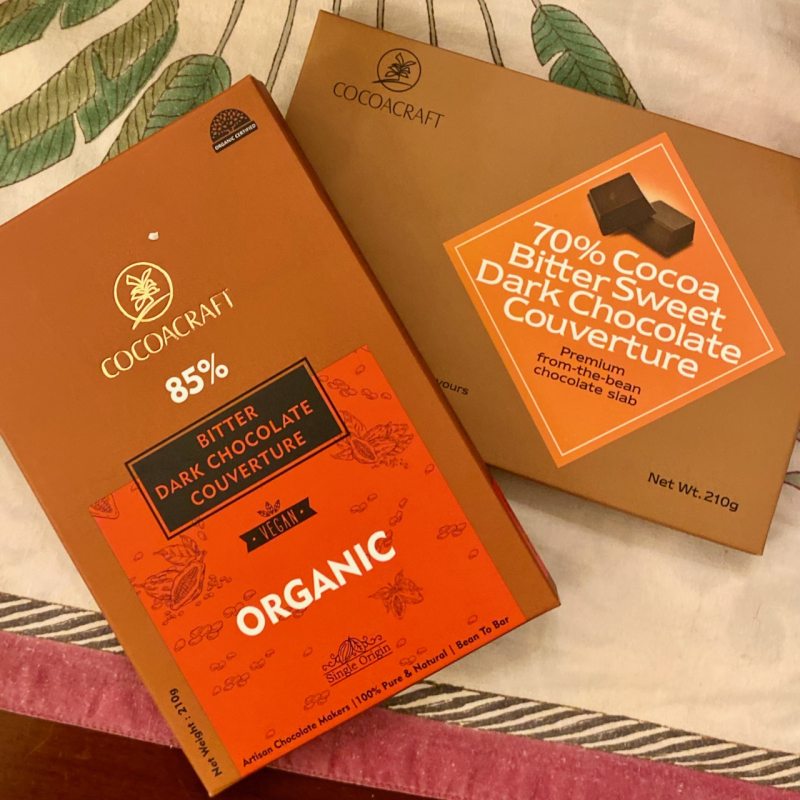 ORGANIC CERTIFIED
COCOACRAFT
85%
BITTER
DARK CHOCOLATE
COUVERTURE
VEGAN
ORGANIC
Single Origin
Artisan Chocolate Makers | 100% Pure & Natural | Bean To Bar
Net Weight : 210g
COCOACRAFT
70% Cocoa
Bitter Sweet
Dark Chocolate
Couverture
Premium
from-the-bean
chocolate slab
Net Wt. 210g